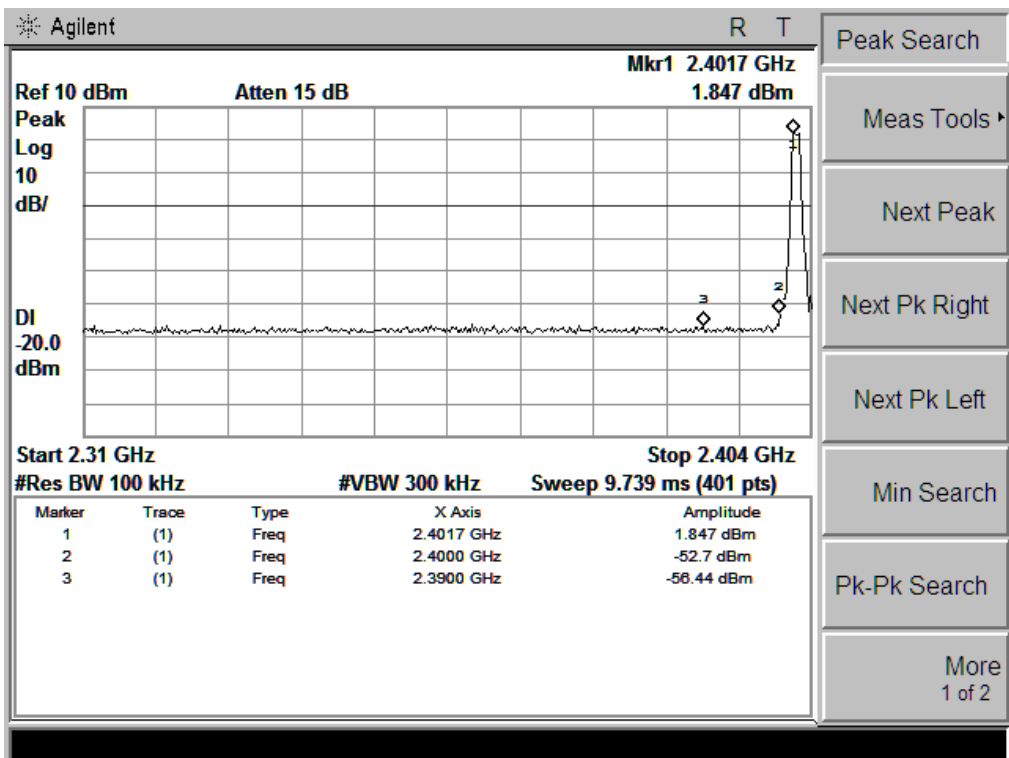 Agilent
R T
Mkr1 2.4017 GHz
Ref 10 dBm Atten 15 dB 1.847 dBm
Peak
Log
10
dB/
1
2
3
DI
-20.0
dBm
Start 2.31 GHz Stop 2.404 GHz
#Res BW 100 kHz #VBW 300 kHz Sweep 9.739 ms (401 pts)
Marker Trace Type X Axis Amplitude
1 (1) Freq 2.4017 GHz 1.847 dBm
2 (1) Freq 2.4000 GHz -52.7 dBm
3 (1) Freq 2.3900 GHz -56.44 dBm
Peak Search
Meas Tools
Next Peak
Next Pk Right
Next Pk Left
Min Search
Pk-Pk Search
More
1 of 2